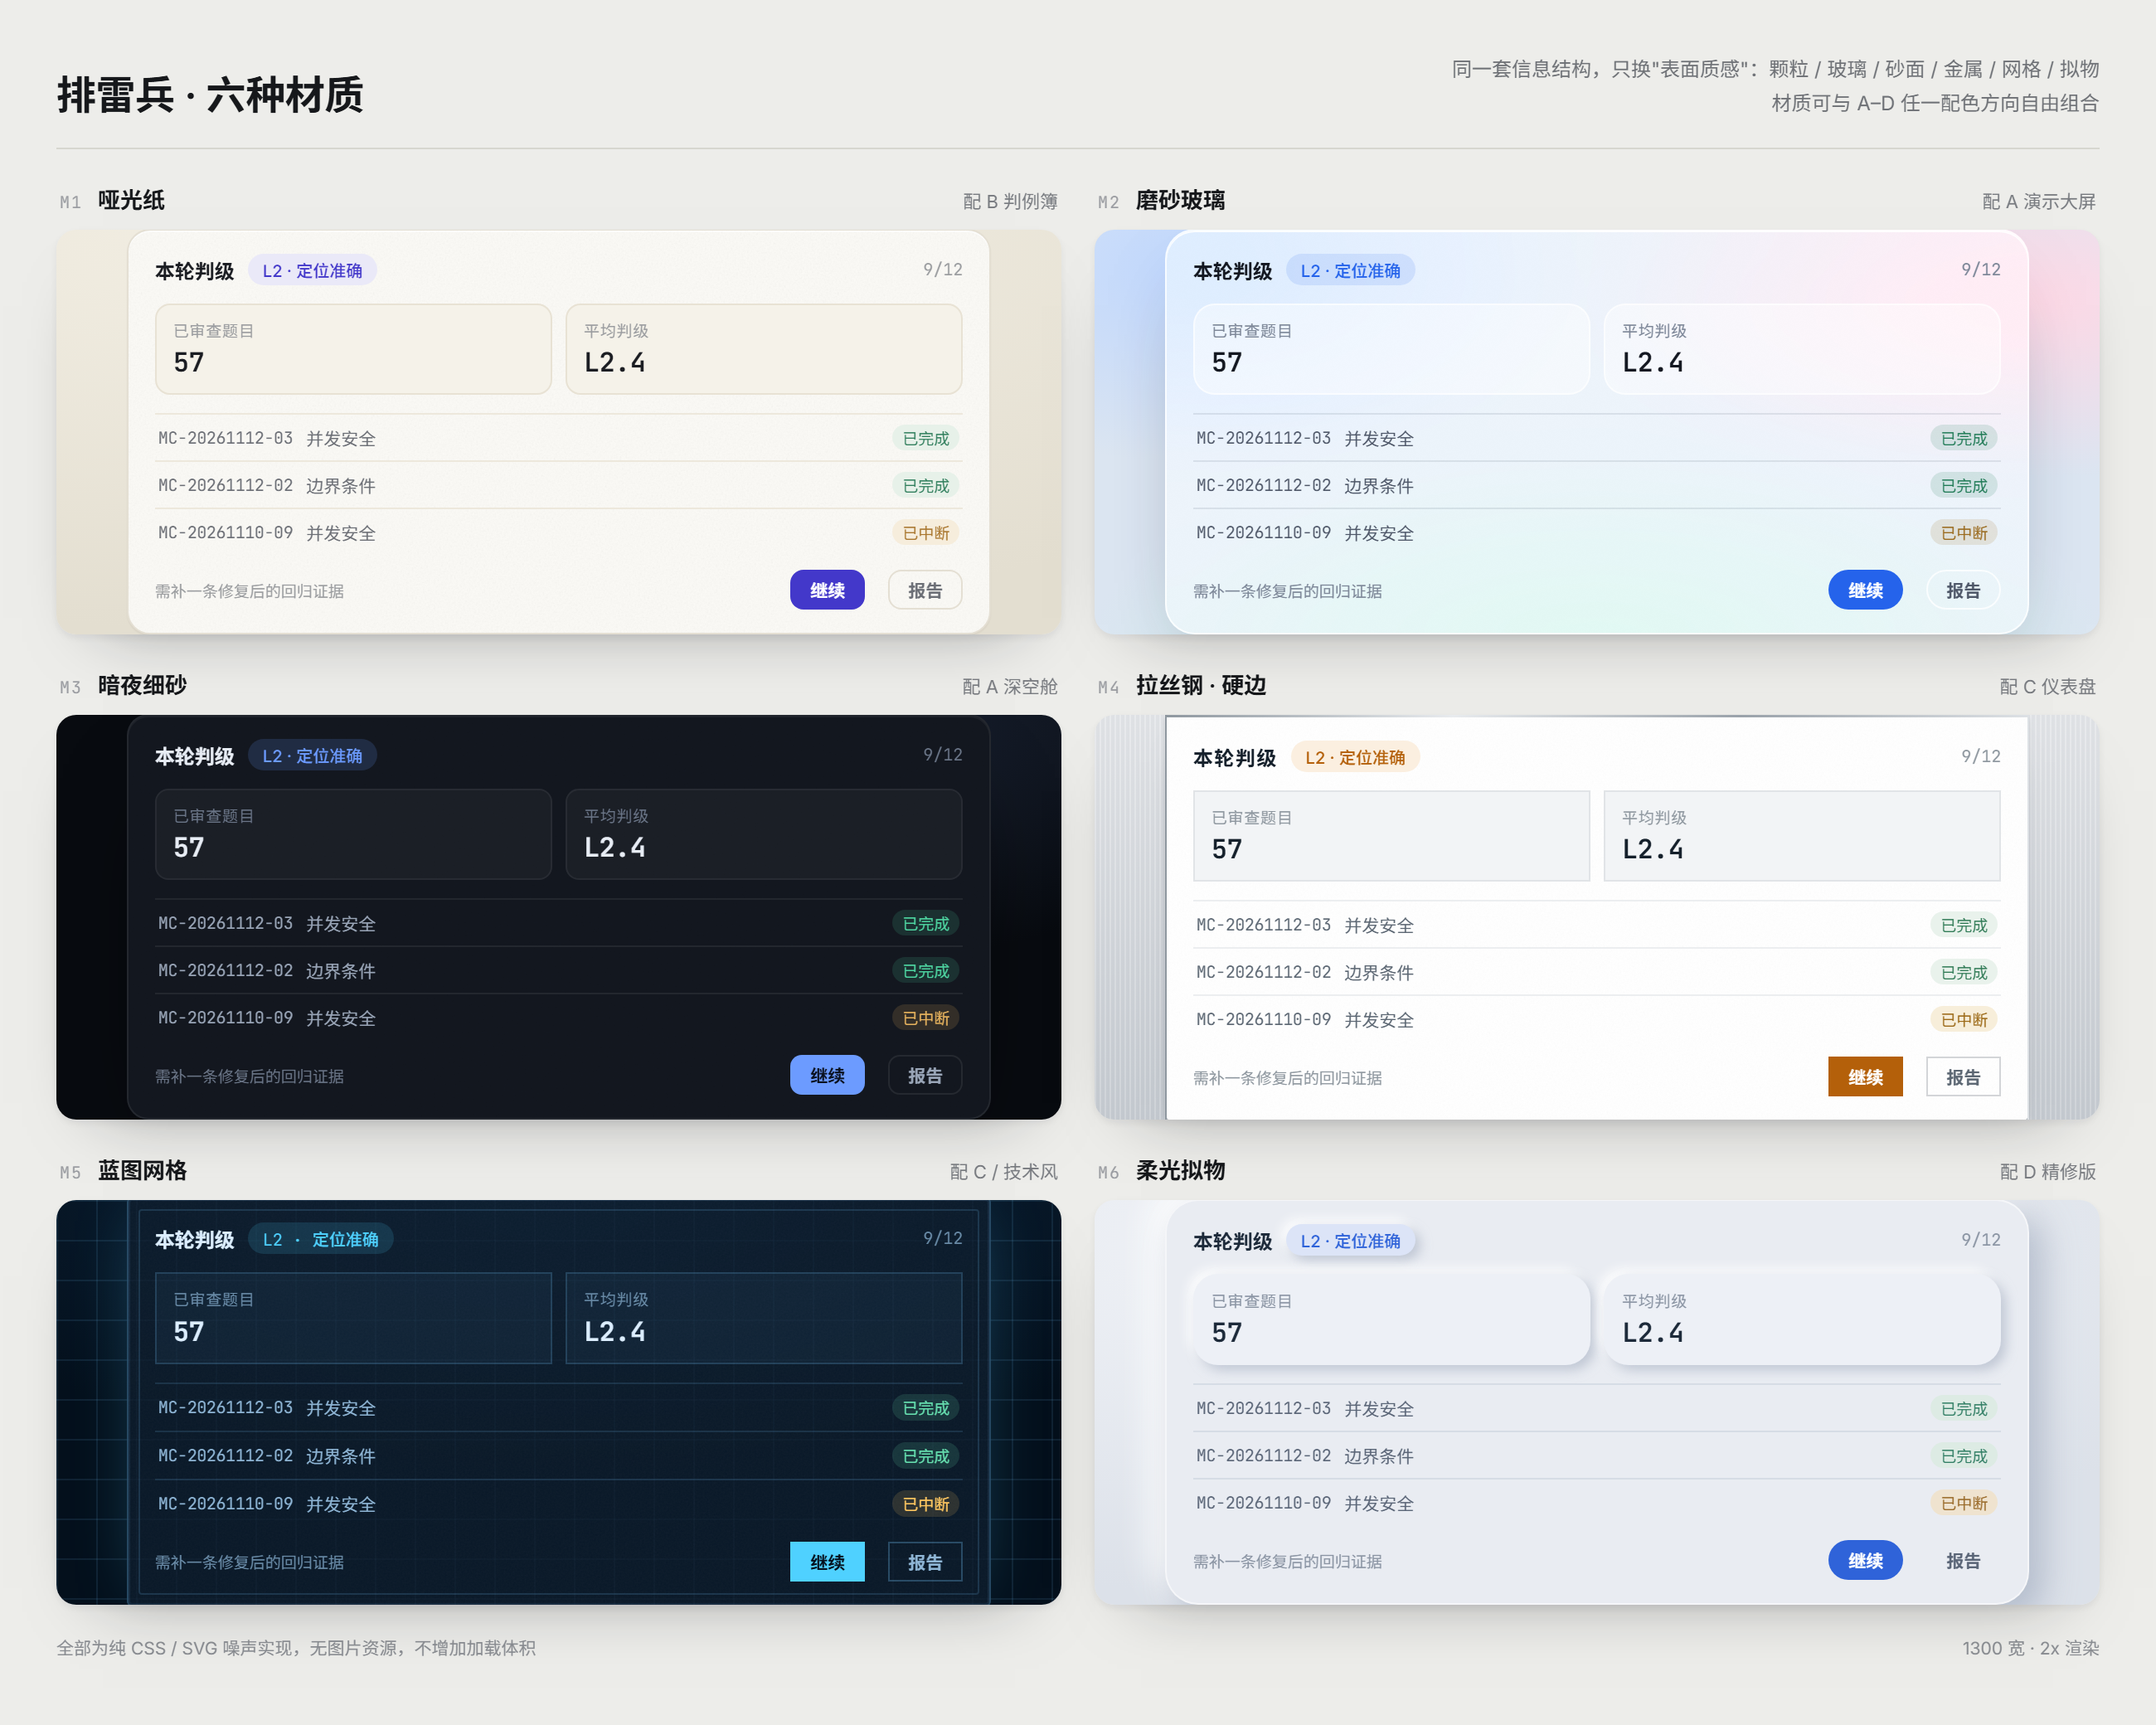 排雷兵 · 六种材质
同一套信息结构，只换"表面质感"：颗粒 / 玻璃 / 砂面 / 金属 / 网格 / 拟物
材质可与 A–D 任一配色方向自由组合
M1 哑光纸 配 B 判例簿
本轮判级 L2 · 定位准确 9/12
已审查题目 平均判级
57 L2.4
MC-20261112-03 并发安全 已完成
MC-20261112-02 边界条件 已完成
MC-20261110-09 并发安全 已中断
需补一条修复后的回归证据 继续 报告
M2 磨砂玻璃 配 A 演示大屏
本轮判级 L2 · 定位准确 9/12
已审查题目 平均判级
57 L2.4
MC-20261112-03 并发安全 已完成
MC-20261112-02 边界条件 已完成
MC-20261110-09 并发安全 已中断
需补一条修复后的回归证据 继续 报告
M3 暗夜细砂 配 A 深空舱
本轮判级 L2 · 定位准确 9/12
已审查题目 平均判级
57 L2.4
MC-20261112-03 并发安全 已完成
MC-20261112-02 边界条件 已完成
MC-20261110-09 并发安全 已中断
需补一条修复后的回归证据 继续 报告
M4 拉丝钢 · 硬边 配 C 仪表盘
本轮判级 L2 · 定位准确 9/12
已审查题目 平均判级
57 L2.4
MC-20261112-03 并发安全 已完成
MC-20261112-02 边界条件 已完成
MC-20261110-09 并发安全 已中断
需补一条修复后的回归证据 继续 报告
M5 蓝图网格 配 C / 技术风
本轮判级 L2 · 定位准确 9/12
已审查题目 平均判级
57 L2.4
MC-20261112-03 并发安全 已完成
MC-20261112-02 边界条件 已完成
MC-20261110-09 并发安全 已中断
需补一条修复后的回归证据 继续 报告
M6 柔光拟物 配 D 精修版
本轮判级 L2 · 定位准确 9/12
已审查题目 平均判级
57 L2.4
MC-20261112-03 并发安全 已完成
MC-20261112-02 边界条件 已完成
MC-20261110-09 并发安全 已中断
需补一条修复后的回归证据 继续 报告
全部为纯 CSS / SVG 噪声实现，无图片资源，不增加加载体积
1300 宽 · 2x 渲染